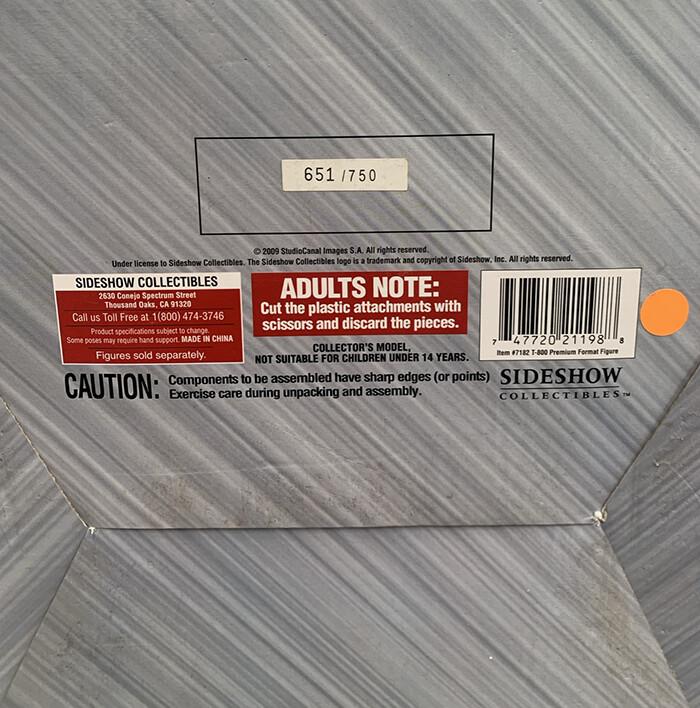 651 /750
© 2009 StudioCanal Images S.A. All rights reserved.
Under license to Sideshow Collectibles. The Sideshow Collectibles logo is a trademark and copyright of Sideshow, Inc. All rights reserved.
SIDESHOW COLLECTIBLES
2630 Conejo Spectrum Street
Thousand Oaks, CA 91320
Call us Toll Free at 1(800) 474-3746
Product specifications subject to change.
Some poses may require hand support. MADE IN CHINA
Figures sold separately.
ADULTS NOTE:
Cut the plastic attachments with
scissors and discard the pieces.
COLLECTOR'S MODEL,
NOT SUITABLE FOR CHILDREN UNDER 14 YEARS.
7 47720 21198 8
Item #7182 T-800 Premium Format Figure
CAUTION: Components to be assembled have sharp edges (or points)
Exercise care during unpacking and assembly.
SIDESHOW
COLLECTIBLES™